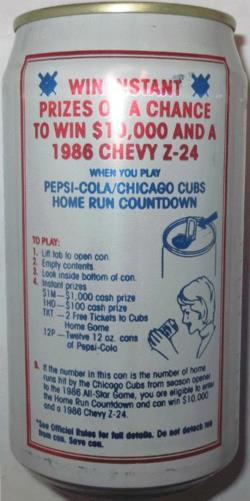 WIN INSTANT
PRIZES OR A CHANCE
TO WIN $10,000 AND A
1986 CHEVY Z-24
WHEN YOU PLAY
PEPSI-COLA/CHICAGO CUBS
HOME RUN COUNTDOWN
TO PLAY:
1. Lift tab to open can.
2. Empty contents.
3. Look inside bottom of can.
4. Instant prizes
$1M—$1,000 cash prize
1HD—$100 cash prize
TKT — 2 Free Tickets to Cubs
Home Game
12P—Twelve 12 oz. cans
of Pepsi-Cola
5. If the number in this can is the number of home
runs hit by the Chicago Cubs from season opener
to the 1986 All-Star Game, you are eligible to enter
the Home Run Countdown and can win $10,000
and a 1986 Chevy Z-24.
*See Official Rules for full details. Do not detach tab
from can. Save can.